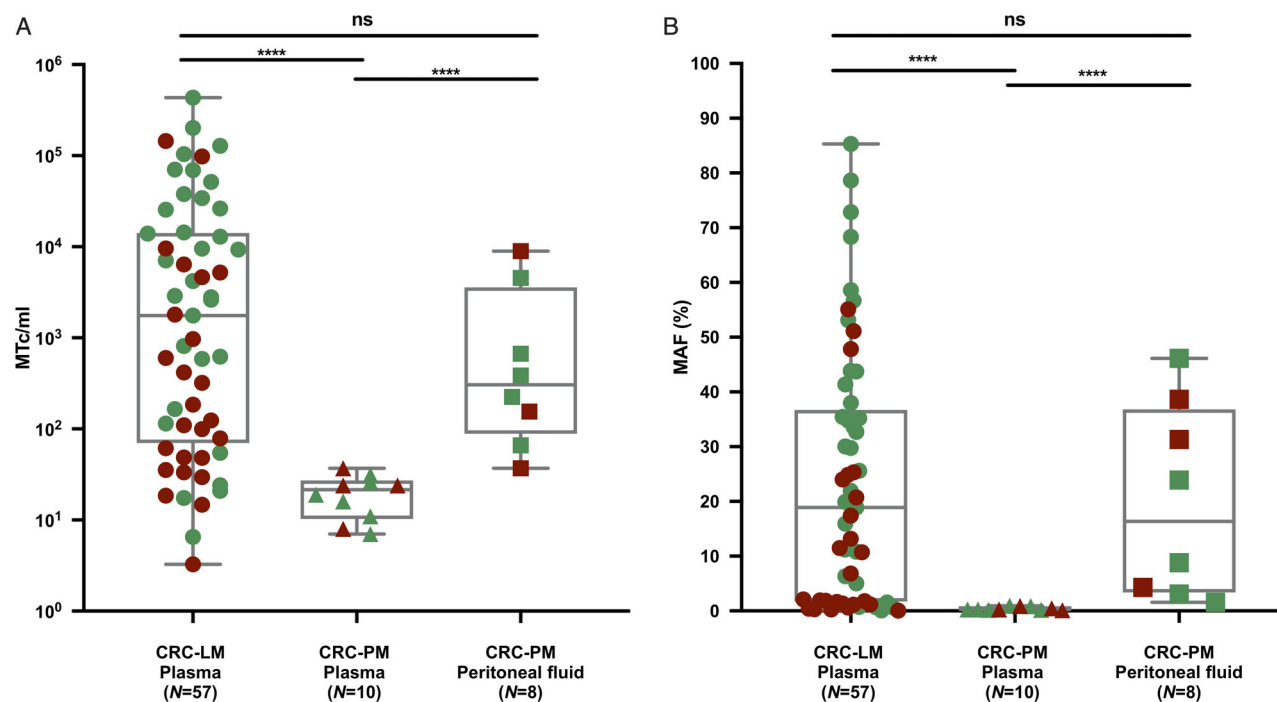 A
ns
****
****
10⁶
10⁵
10⁴
10³
10²
10¹
10⁰
MTc/ml
CRC-LM
Plasma
(N=57)
CRC-PM
Plasma
(N=10)
CRC-PM
Peritoneal fluid
(N=8)
B
ns
****
****
100
90
80
70
60
50
40
30
20
10
0
MAF (%)
CRC-LM
Plasma
(N=57)
CRC-PM
Plasma
(N=10)
CRC-PM
Peritoneal fluid
(N=8)